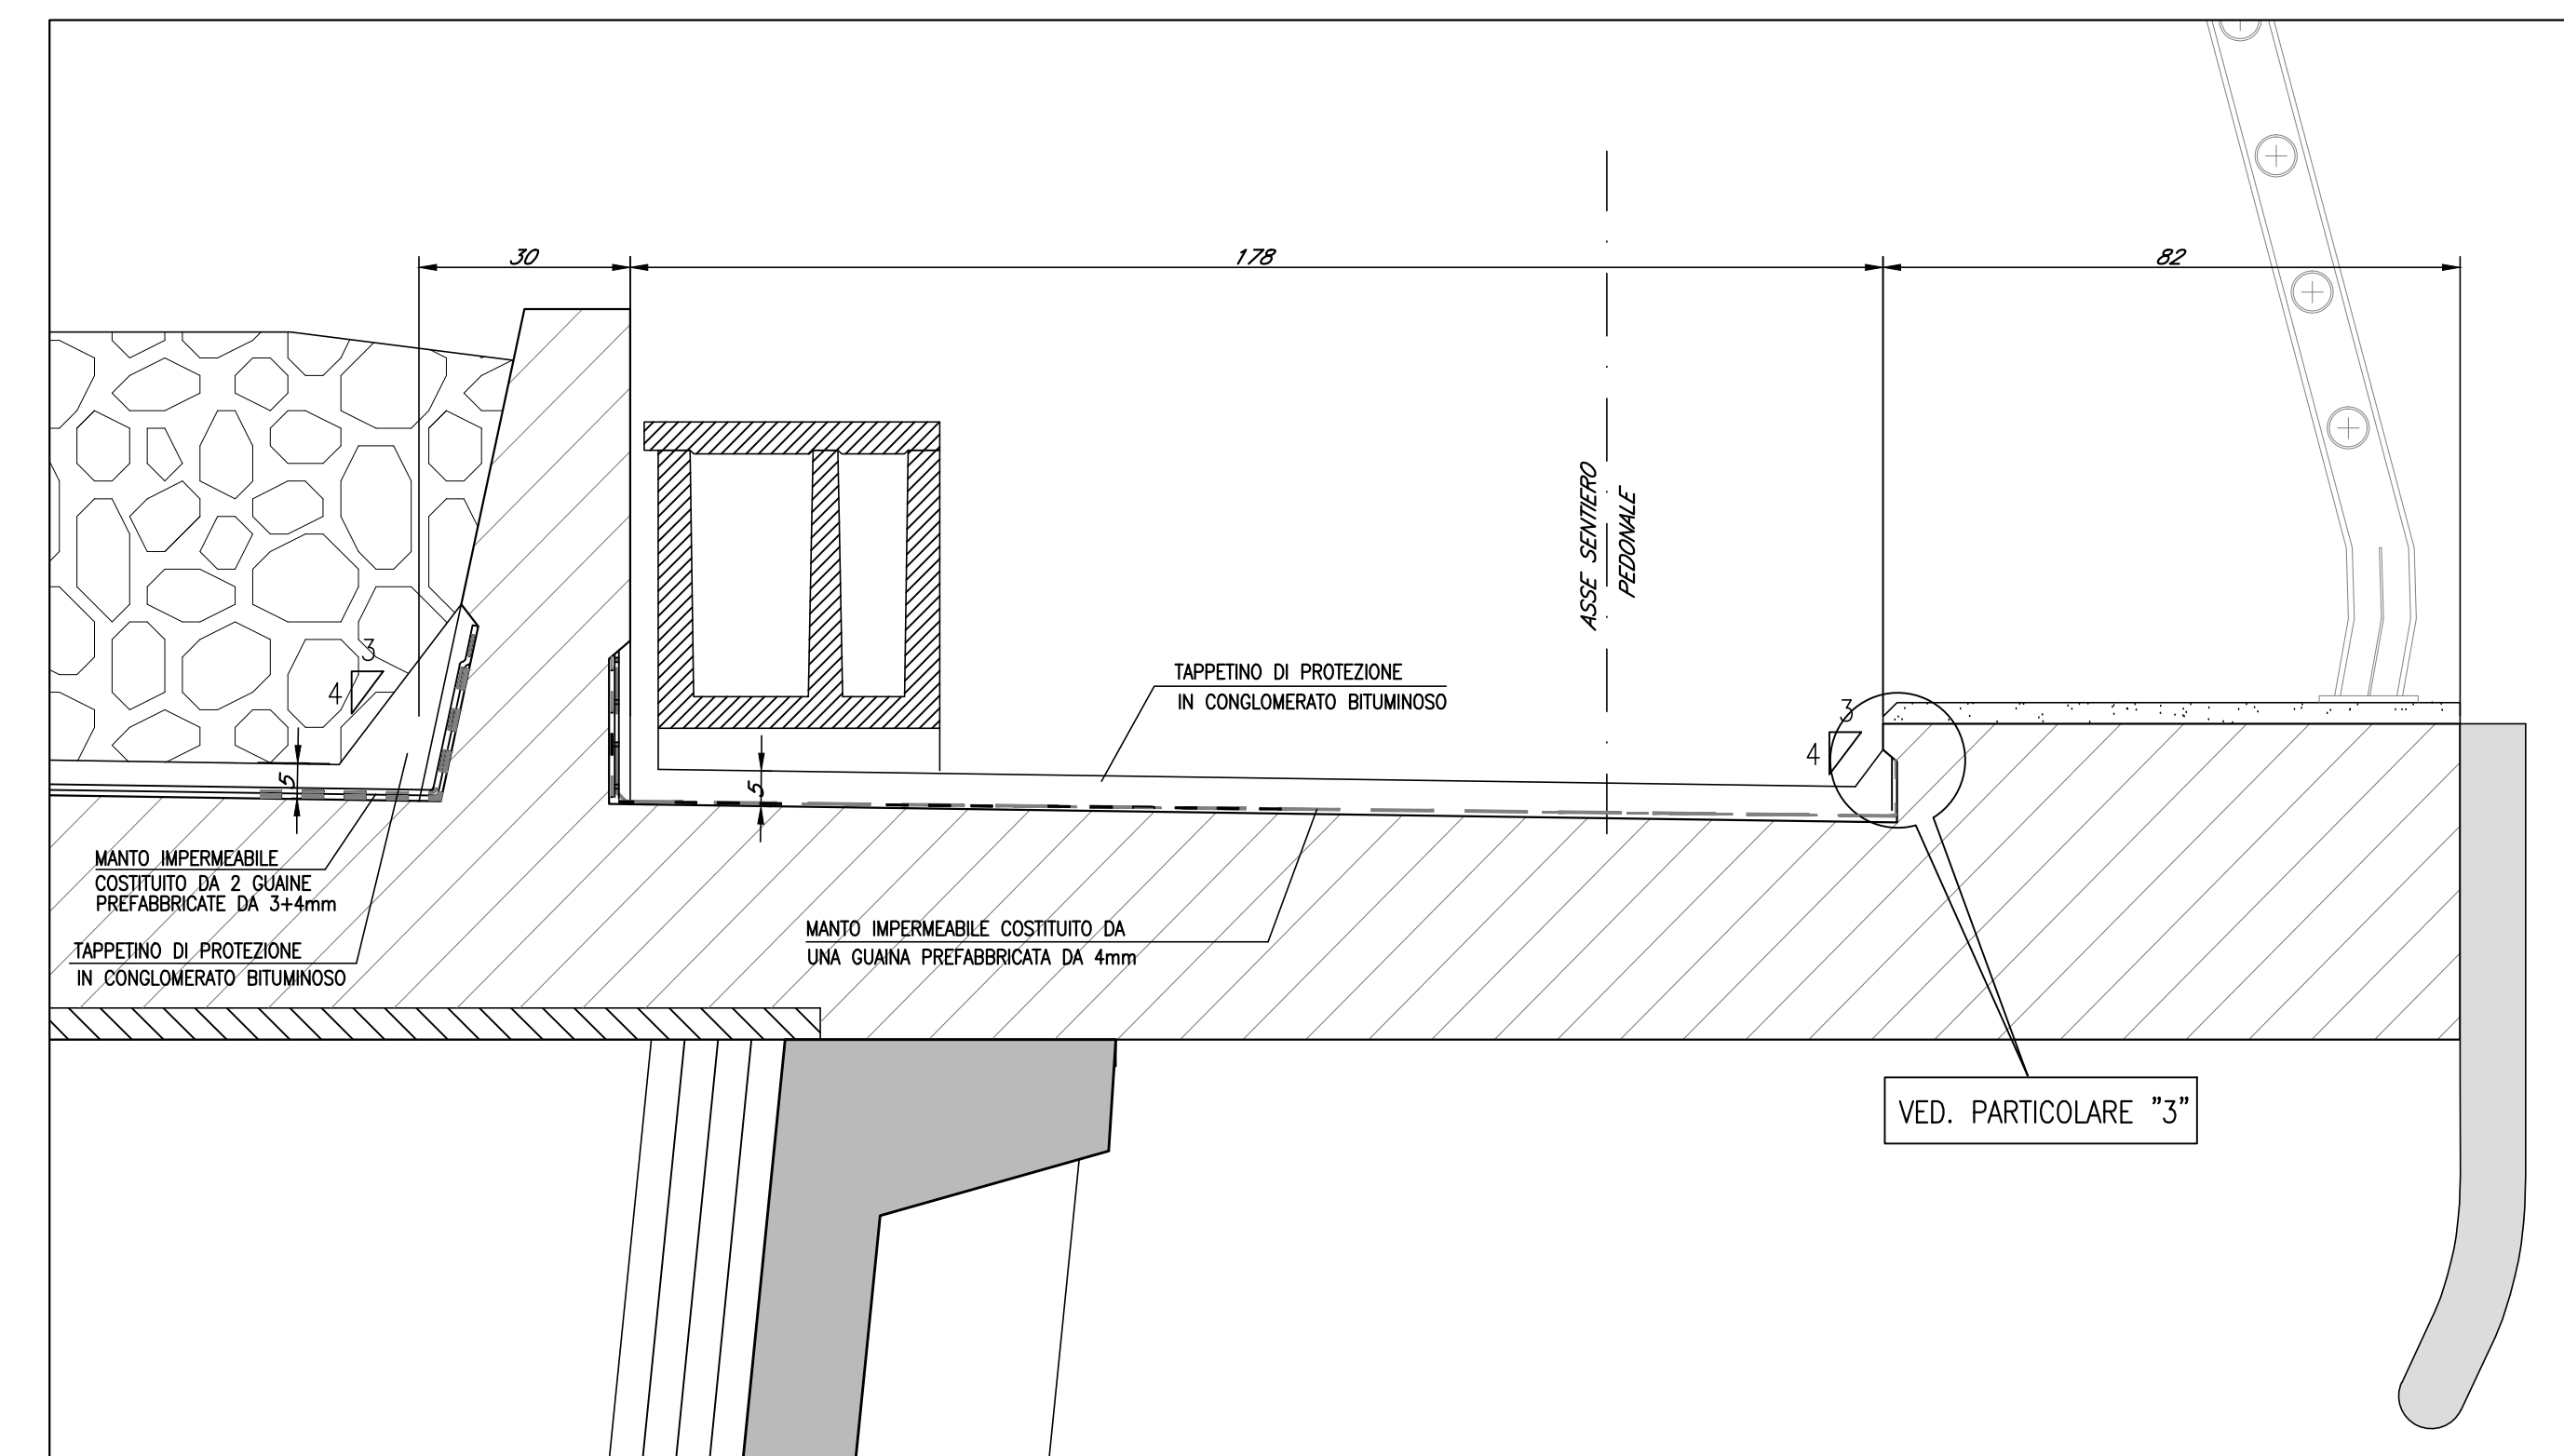 30
178
82
ASSE SENTIERO
PEDONALE
3
4
5
TAPPETINO DI PROTEZIONE
IN CONGLOMERATO BITUMINOSO
3
4
5
MANTO IMPERMEABILE
COSTITUITO DA 2 GUAINE
PREFABBRICATE DA 3+4mm
TAPPETINO DI PROTEZIONE
IN CONGLOMERATO BITUMINOSO
MANTO IMPERMEABILE COSTITUITO DA
UNA GUAINA PREFABBRICATA DA 4mm
VED. PARTICOLARE "3"